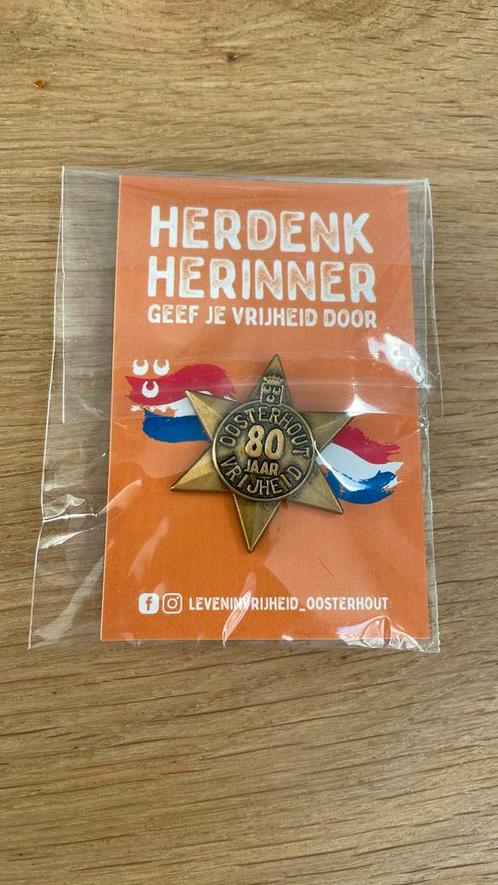 HERDENK
HERINNER
GEEF JE VRIJHEID DOOR
OOSTERHOUT
80
JAAR
VRIJHEID
LEVENINVRIJHEID_OOSTERHOUT